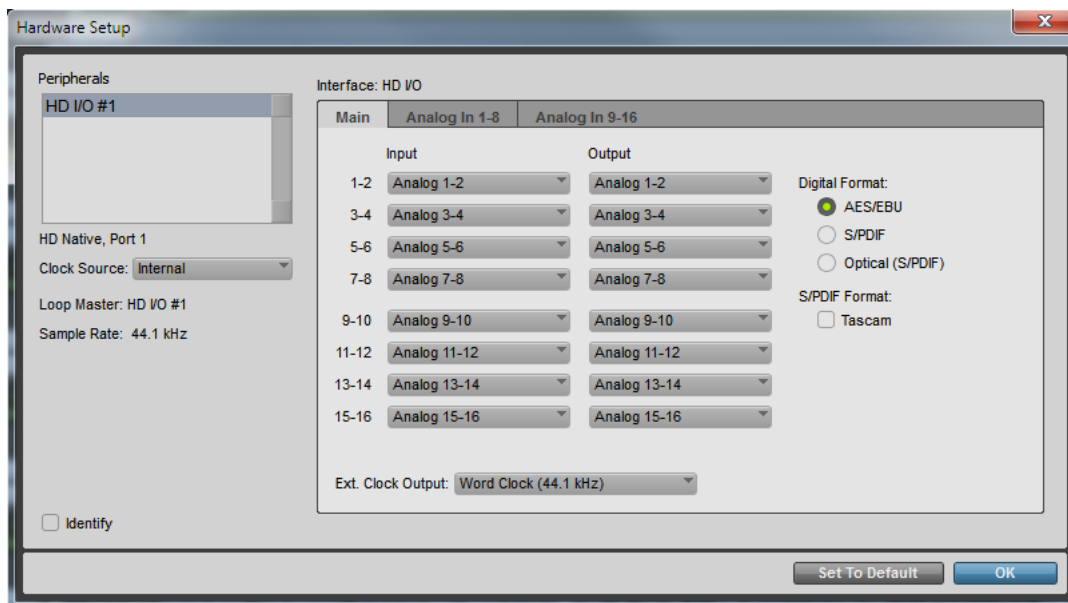 Hardware Setup
Peripherals
HD I/O #1
HD Native, Port 1
Clock Source: Internal
Loop Master: HD I/O #1
Sample Rate: 44.1 kHz
Identify
Interface: HD I/O
Main Analog In 1-8 Analog In 9-16
Input Output
1-2 Analog 1-2 Analog 1-2
3-4 Analog 3-4 Analog 3-4
5-6 Analog 5-6 Analog 5-6
7-8 Analog 7-8 Analog 7-8
9-10 Analog 9-10 Analog 9-10
11-12 Analog 11-12 Analog 11-12
13-14 Analog 13-14 Analog 13-14
15-16 Analog 15-16 Analog 15-16
Ext. Clock Output: Word Clock (44.1 kHz)
Digital Format:
AES/EBU
S/PDIF
Optical (S/PDIF)
S/PDIF Format:
Tascam
Set To Default OK